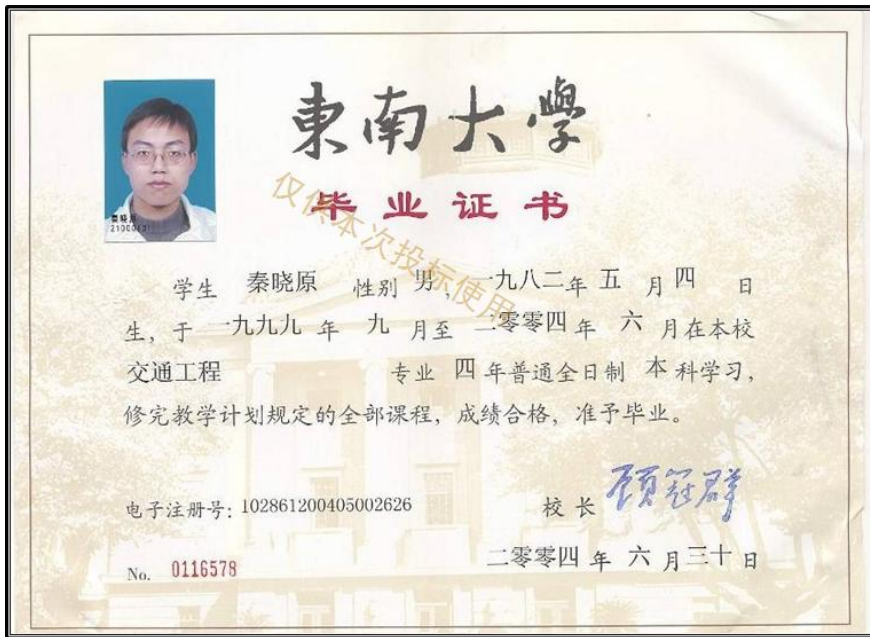 東南大學
毕业证书
仅供本次投标使用
秦晓原
学生 秦晓原 性别 男，一九八二年 五 月四 日
生，于 一九九九 年 九 月至 二零零四年 六 月在本校
交通工程 专业 四 年普通全日制 本 科学习，
修完教学计划规定的全部课程，成绩合格，准予毕业。
电子注册号：102861200405002626
校长 顾冠群
No. 0116578
二零零四 年 六 月三十 日